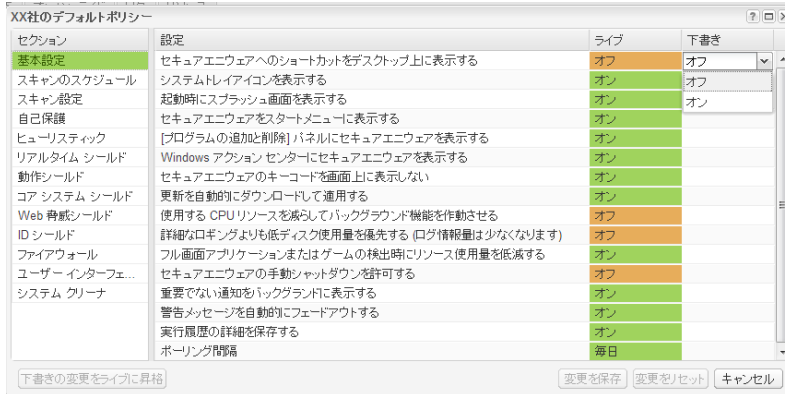 XX社のデフォルトポリシー
セクション 設定 ライブ 下書き
基本設定 セキュアエニウェアへのショートカットをデスクトップ上に表示する オフ オフ
スキャンのスケジュール システムトレイアイコンを表示する オン オフ
スキャン設定 起動時にスプラッシュ画面を表示する オン オン
自己保護 セキュアエニウェアをスタートメニューに表示する オン
ヒューリスティック [プログラムの追加と削除] パネルにセキュアエニウェアを表示する オン
リアルタイム シールド Windows アクション センターにセキュアエニウェアを表示する オン
動作シールド セキュアエニウェアのキーコードを画面上に表示しない オン
コア システム シールド 更新を自動的にダウンロードして適用する オン
Web 脅威シールド 使用する CPU リソースを減らしてバックグラウンド機能を作動させる オフ
ID シールド 詳細なロギングよりも低ディスク使用量を優先する (ログ情報量は少なくなります) オフ
ファイアウォール フル画面アプリケーションまたはゲームの検出時にリソース使用量を低減する オン
ユーザー インターフェ... セキュアエニウェアの手動シャットダウンを許可する オフ
システム クリーナ 重要でない通知をバックグランドに表示する オン
警告メッセージを自動的にフェードアウトする オン
実行履歴の詳細を保存する オン
ポーリング間隔 毎日
下書きの変更をライブに昇格 変更を保存 変更をリセット キャンセル